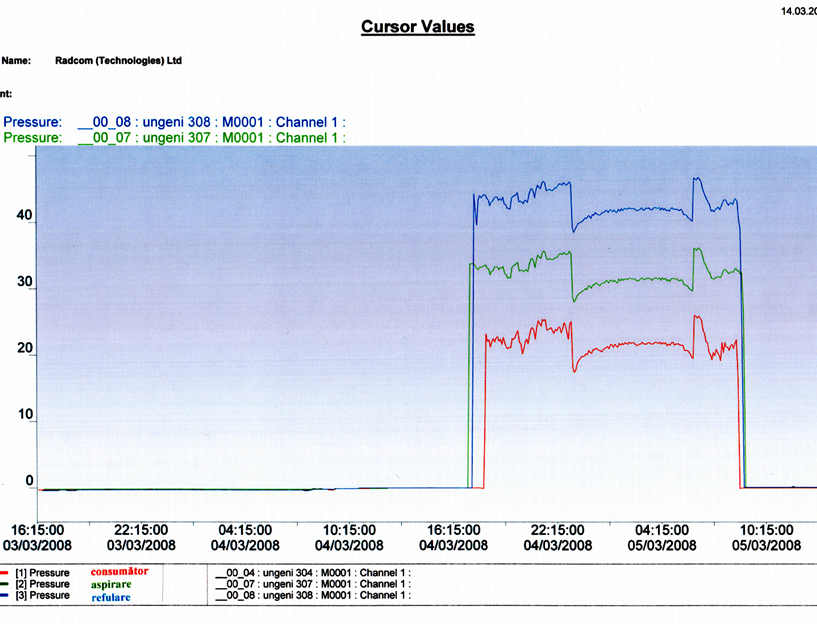 14.03.20
Cursor Values
Name: Radcom (Technologies) Ltd
nt:
Pressure: __00_08 : ungeni 308 : M0001 : Channel 1 :
Pressure: __00_07 : ungeni 307 : M0001 : Channel 1 :
40
30
20
10
0
16:15:00 22:15:00 04:15:00 10:15:00 16:15:00 22:15:00 04:15:00 10:15:00
03/03/2008 03/03/2008 04/03/2008 04/03/2008 04/03/2008 04/03/2008 05/03/2008 05/03/2008
[1] Pressure consumător __00_04 : ungeni 304 : M0001 : Channel 1 :
[2] Pressure aspirare __00_07 : ungeni 307 : M0001 : Channel 1 :
[3] Pressure refulare __00_08 : ungeni 308 : M0001 : Channel 1 :